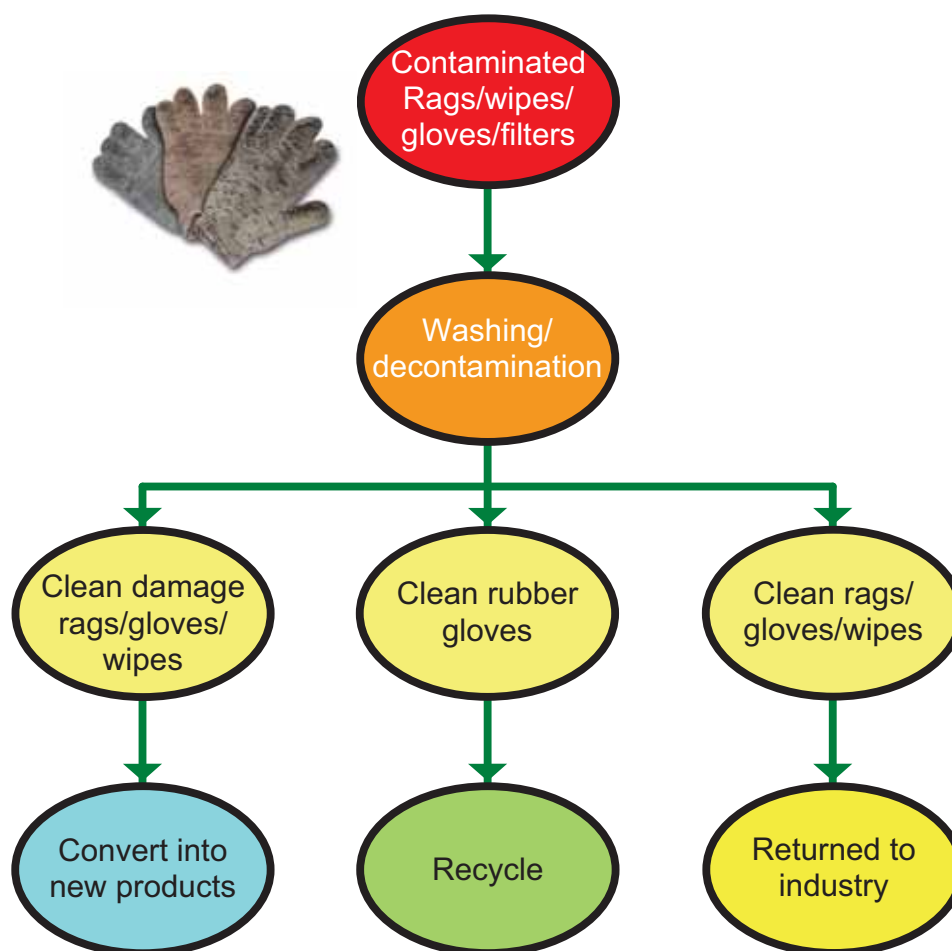 Contaminated
Rags/wipes/
gloves/filters
Washing/
decontamination
Clean damage
rags/gloves/
wipes
Clean rubber
gloves
Clean rags/
gloves/wipes
Convert into
new products
Recycle
Returned to
industry